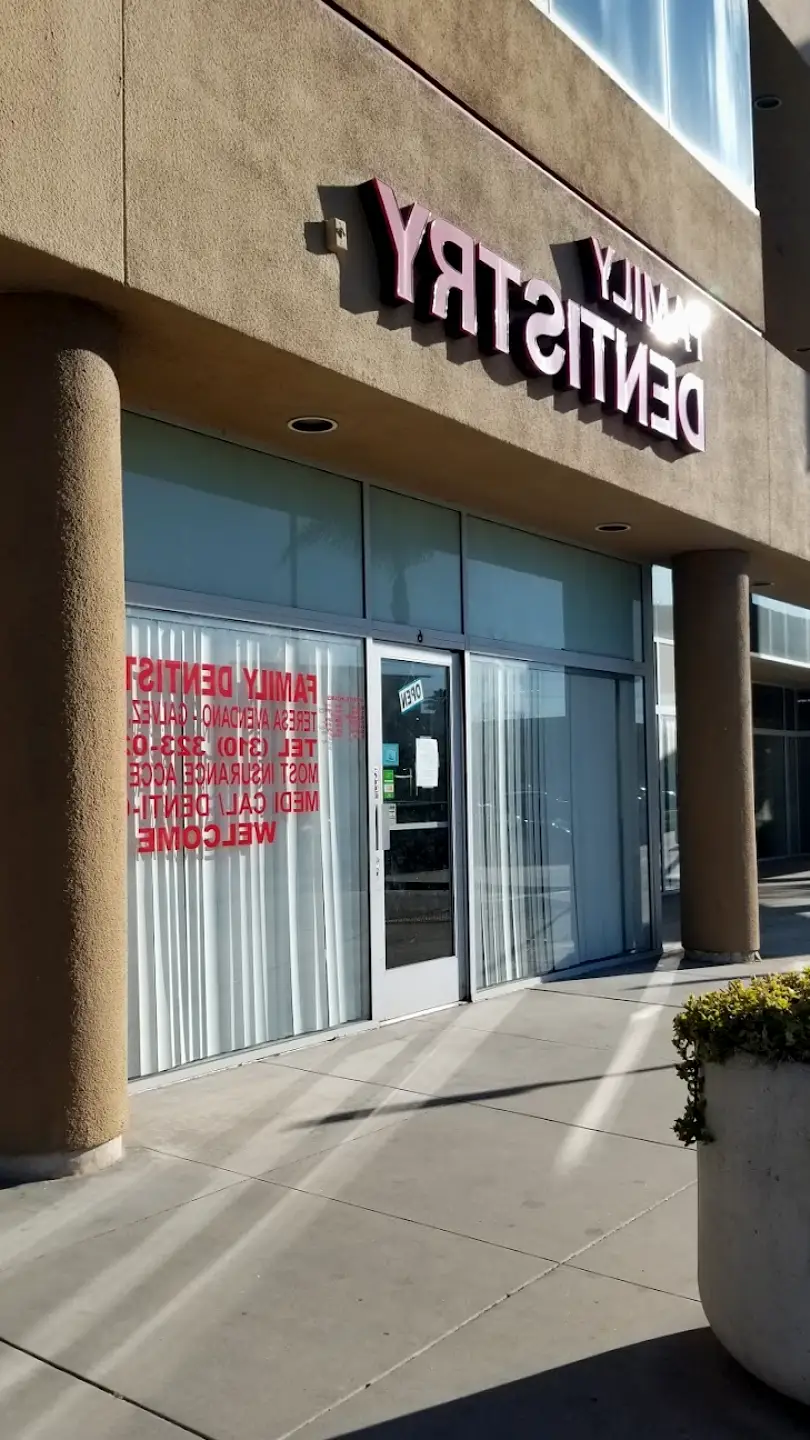 FAMILY
DENTISTRY
FAMILY DENTIST
TERESA AVENDANO - GALVEZ
TEL (310) 323-0
MOST INSURANCE ACCE
MEDI CAL/ DENTI-
WELCOME
OPEN